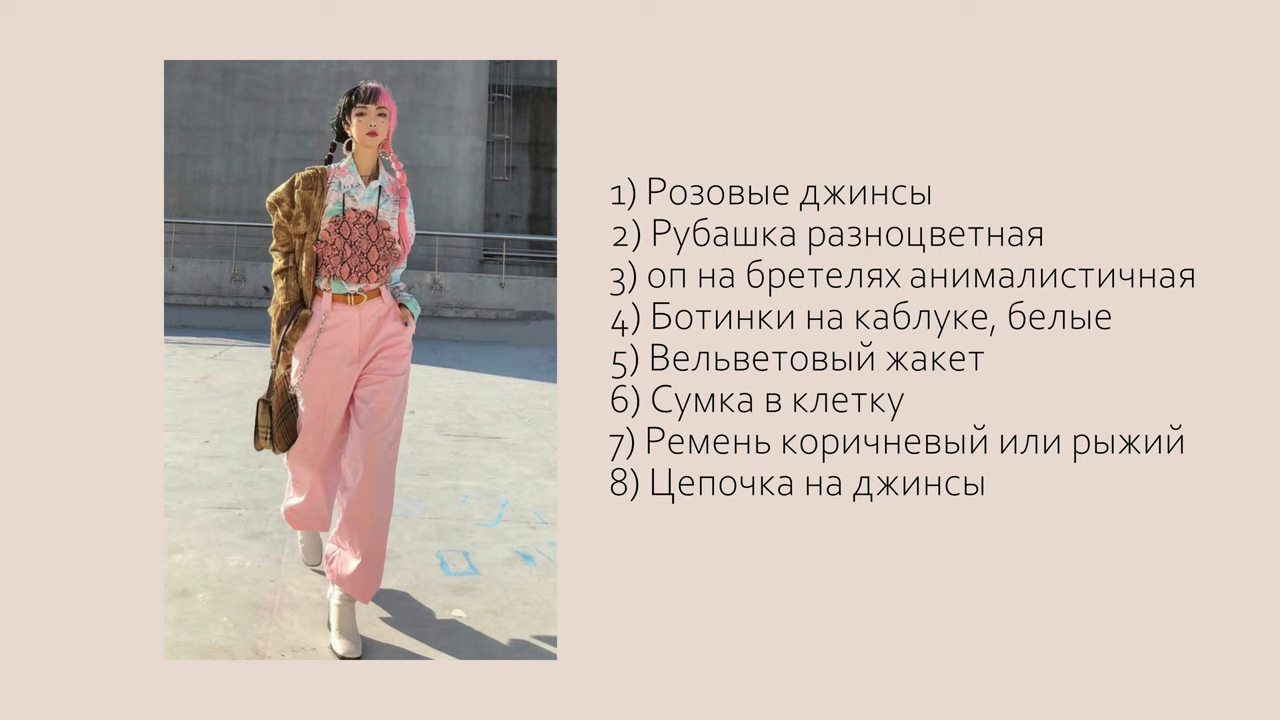 1) Розовые джинсы
2) Рубашка разноцветная
3) оп на бретелях анималистичная
4) Ботинки на каблуке, белые
5) Вельветовый жакет
6) Сумка в клетку
7) Ремень коричневый или рыжий
8) Цепочка на джинсы